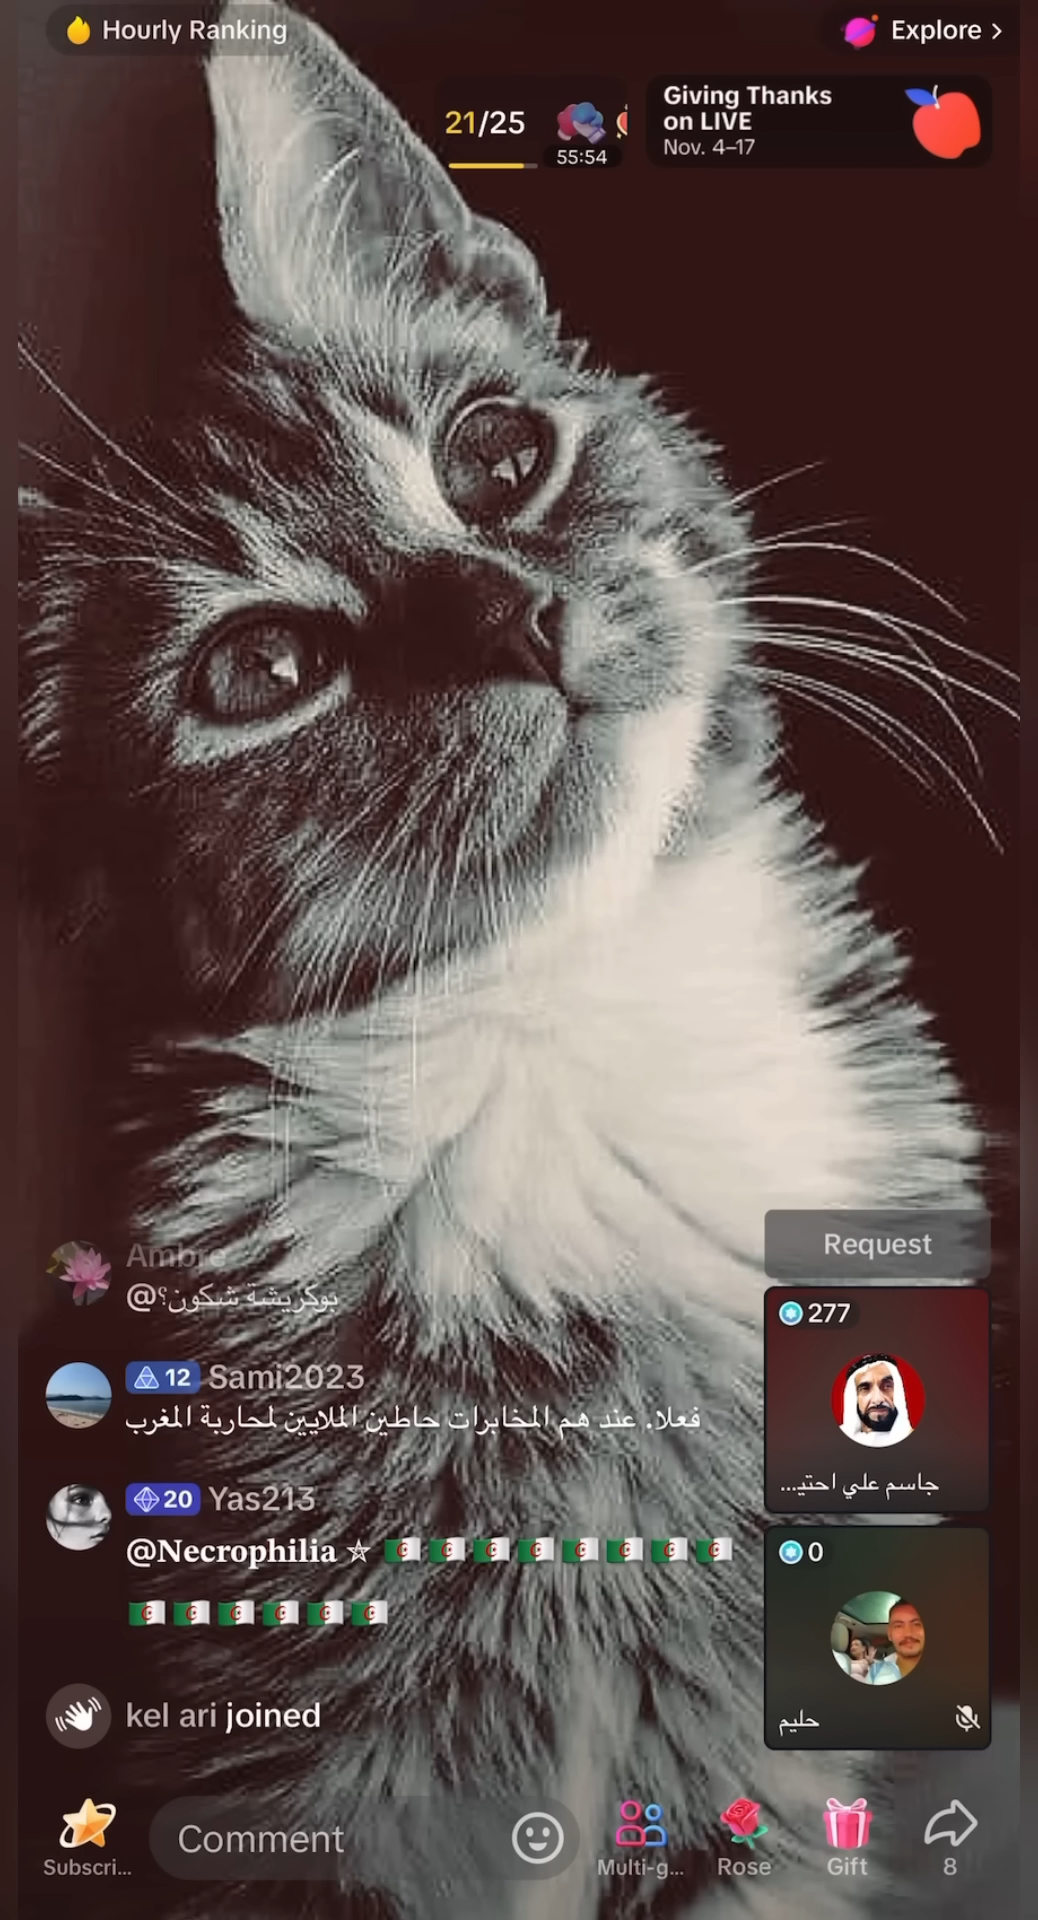 Hourly Ranking
Explore >
21/25
55:54
Giving Thanks
on LIVE
Nov. 4–17
Ambre
@بوكريشة شكون؟
12 Sami2023
فعلا. عند هم المخابرات حاطين الملايين لمحاربة المغرب
20 Yas213
@Necrophilia ⛤ 🇩🇿🇩🇿🇩🇿🇩🇿🇩🇿🇩🇿🇩🇿🇩🇿
🇩🇿🇩🇿🇩🇿🇩🇿🇩🇿🇩🇿
kel ari joined
Request
277
جاسم علي احتيـ...
0
حليم
Comment
Subscri...
Multi-g...
Rose
Gift
8